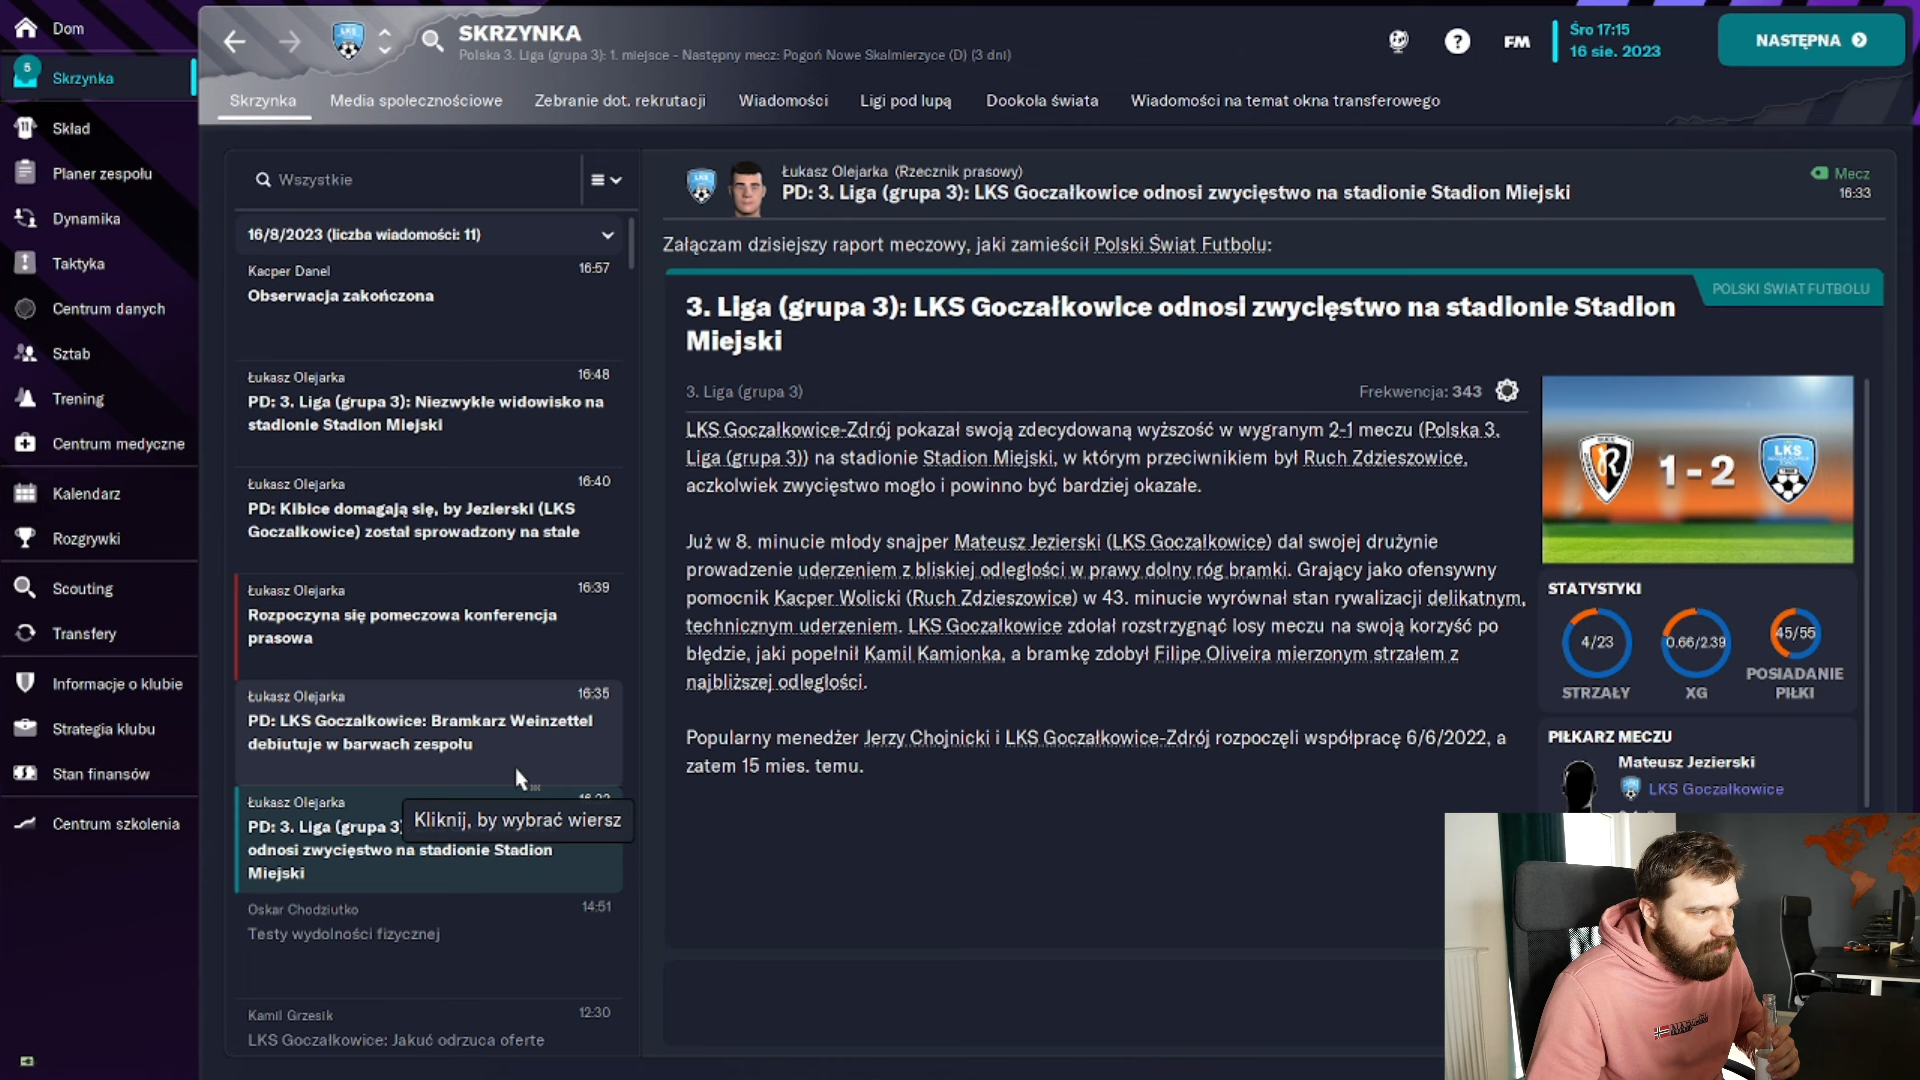 Dom
5
Skrzynka
Skład
Planer zespołu
Dynamika
Taktyka
Centrum danych
Sztab
Trening
Centrum medyczne
Kalendarz
Rozgrywki
Scouting
Transfery
Informacje o klubie
Strategia klubu
Stan finansów
Centrum szkolenia
LKS
SKRZYNKA
Polska 3. Liga (grupa 3): 1. miejsce - Następny mecz: Pogoń Nowe Skalmierzyce (D) (3 dni)
?
FM
Śro 17:15
16 sie. 2023
NASTĘPNA
Skrzynka
Media społecznościowe
Zebranie dot. rekrutacji
Wiadomości
Ligi pod lupą
Dookoła świata
Wiadomości na temat okna transferowego
Wszystkie
16/8/2023 (liczba wiadomości: 11)
Kacper Danel
16:57
Obserwacja zakończona
Łukasz Olejarka
16:48
PD: 3. Liga (grupa 3): Niezwykłe widowisko na
stadionie Stadion Miejski
Łukasz Olejarka
16:40
PD: Kibice domagają się, by Jezierski (LKS
Goczałkowice) został sprowadzony na stałe
Łukasz Olejarka
16:39
Rozpoczyna się pomeczowa konferencja
prasowa
Łukasz Olejarka
16:35
PD: LKS Goczałkowice: Bramkarz Weinzettel
debiutuje w barwach zespołu
Łukasz Olejarka
PD: 3. Liga (grupa 3)
odnosi zwycięstwo na stadionie Stadion
Miejski
Kliknij, by wybrać wiersz
Oskar Chodziutko
14:51
Testy wydolności fizycznej
Kamil Grzesik
12:30
LKS Goczałkowice: Jakuć odrzuca ofertę
Łukasz Olejarka (Rzecznik prasowy)
PD: 3. Liga (grupa 3): LKS Goczałkowice odnosi zwycięstwo na stadionie Stadion Miejski
Mecz
16:33
Załączam dzisiejszy raport meczowy, jaki zamieścił Polski Świat Futbolu:
POLSKI ŚWIAT FUTBOLU
3. Liga (grupa 3): LKS Goczałkowice odnosi zwycięstwo na stadionie Stadion
Miejski
3. Liga (grupa 3)
Frekwencja: 343
LKS Goczałkowice-Zdrój pokazał swoją zdecydowaną wyższość w wygranym 2-1 meczu (Polska 3.
Liga (grupa 3)) na stadionie Stadion Miejski, w którym przeciwnikiem był Ruch Zdzieszowice,
aczkolwiek zwycięstwo mogło i powinno być bardziej okazałe.
Już w 8. minucie młody snajper Mateusz Jezierski (LKS Goczałkowice) dał swojej drużynie
prowadzenie uderzeniem z bliskiej odległości w prawy dolny róg bramki. Grający jako ofensywny
pomocnik Kacper Wolicki (Ruch Zdzieszowice) w 43. minucie wyrównał stan rywalizacji delikatnym,
technicznym uderzeniem. LKS Goczałkowice zdołał rozstrzygnąć losy meczu na swoją korzyść po
błędzie, jaki popełnił Kamil Kamionka, a bramkę zdobył Filipe Oliveira mierzonym strzałem z
najbliższej odległości.
Popularny menedżer Jerzy Chojnicki i LKS Goczałkowice-Zdrój rozpoczęli współpracę 6/6/2022, a
zatem 15 mies. temu.
1 - 2
LKS
STATYSTYKI
4/23
0.66/2.39
45/55
STRZAŁY
XG
POSIADANIE
PIŁKI
PIŁKARZ MECZU
Mateusz Jezierski
LKS Goczałkowice